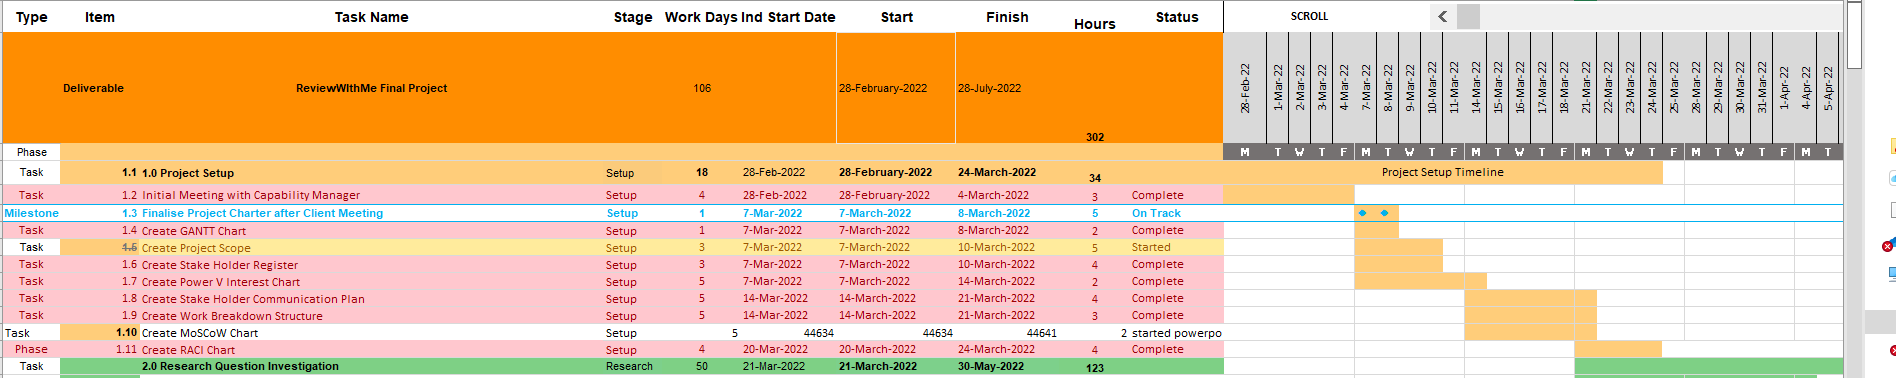 Type Item Task Name Stage Work Days Ind Start Date Start Finish Hours Status SCROLL
Deliverable ReviewWIthMe Final Project 106 28-February-2022 28-July-2022 302 28-Feb-22 1-Mar-22 2-Mar-22 3-Mar-22 4-Mar-22 7-Mar-22 8-Mar-22 9-Mar-22 10-Mar-22 11-Mar-22 14-Mar-22 15-Mar-22 16-Mar-22 17-Mar-22 18-Mar-22 21-Mar-22 22-Mar-22 23-Mar-22 24-Mar-22 25-Mar-22 28-Mar-22 29-Mar-22 30-Mar-22 31-Mar-22 1-Apr-22 4-Apr-22 5-Apr-22
Phase M T W T F M T W T F M T W T F M T W T F M T W T F M T
Task 1.1 1.0 Project Setup Setup 18 28-Feb-2022 28-February-2022 24-March-2022 34 Project Setup Timeline
Task 1.2 Initial Meeting with Capability Manager Setup 4 28-Feb-2022 28-February-2022 4-March-2022 3 Complete
Milestone 1.3 Finalise Project Charter after Client Meeting Setup 1 7-Mar-2022 7-March-2022 8-March-2022 5 On Track
Task 1.4 Create GANTT Chart Setup 1 7-Mar-2022 7-March-2022 8-March-2022 2 Complete
Task 1.5 Create Project Scope Setup 3 7-Mar-2022 7-March-2022 10-March-2022 5 Started
Task 1.6 Create Stake Holder Register Setup 3 7-Mar-2022 7-March-2022 10-March-2022 4 Complete
Task 1.7 Create Power V Interest Chart Setup 5 7-Mar-2022 7-March-2022 14-March-2022 2 Complete
Task 1.8 Create Stake Holder Communication Plan Setup 5 14-Mar-2022 14-March-2022 21-March-2022 4 Complete
Task 1.9 Create Work Breakdown Structure Setup 5 14-Mar-2022 14-March-2022 21-March-2022 3 Complete
Task 1.10 Create MoSCoW Chart Setup 5 44634 44634 44641 2 started powerpo
Phase 1.11 Create RACI Chart Setup 4 20-Mar-2022 20-March-2022 24-March-2022 4 Complete
Task 2.0 Research Question Investigation Research 50 21-Mar-2022 21-March-2022 30-May-2022 123